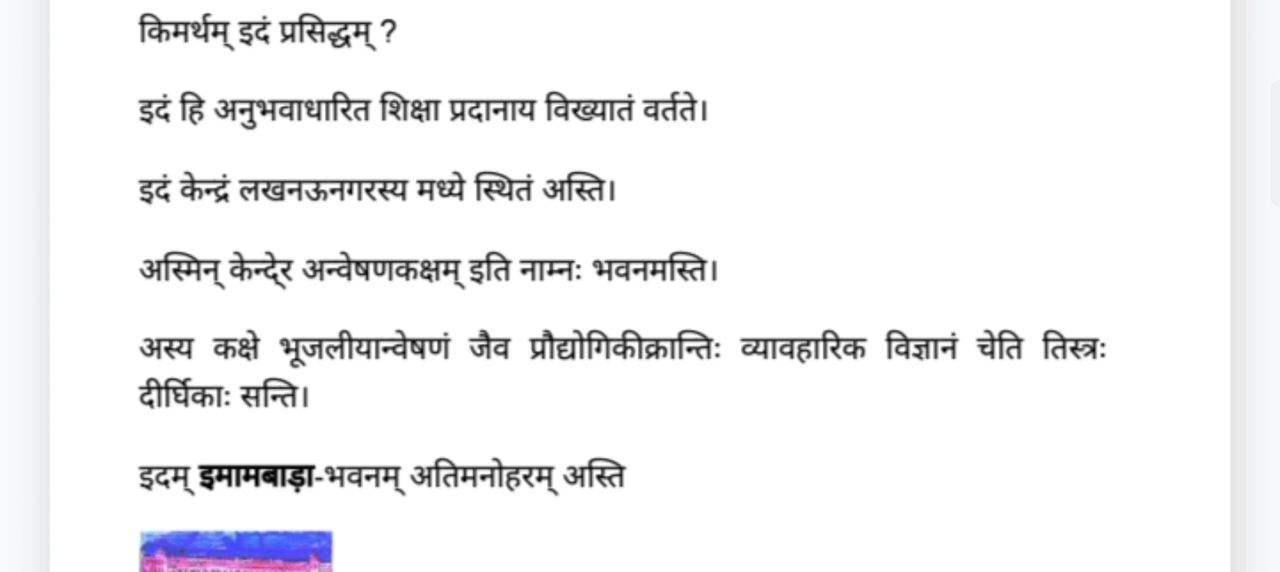 किमर्थम् इदं प्रसिद्धम् ?
इदं हि अनुभवाधारित शिक्षा प्रदानाय विख्यातं वर्तते।
इदं केन्द्रं लखनऊनगरस्य मध्ये स्थितं अस्ति।
अस्मिन् केन्दे्र अन्वेषणकक्षम् इति नाम्नः भवनमस्ति।
अस्य कक्षे भूजलीयान्वेषणं जैव प्रौद्योगिकीक्रान्तिः व्यावहारिक विज्ञानं चेति तिस्त्रः
दीर्घिकाः सन्ति।
इदम् इमामबाड़ा-भवनम् अतिमनोहरम् अस्ति